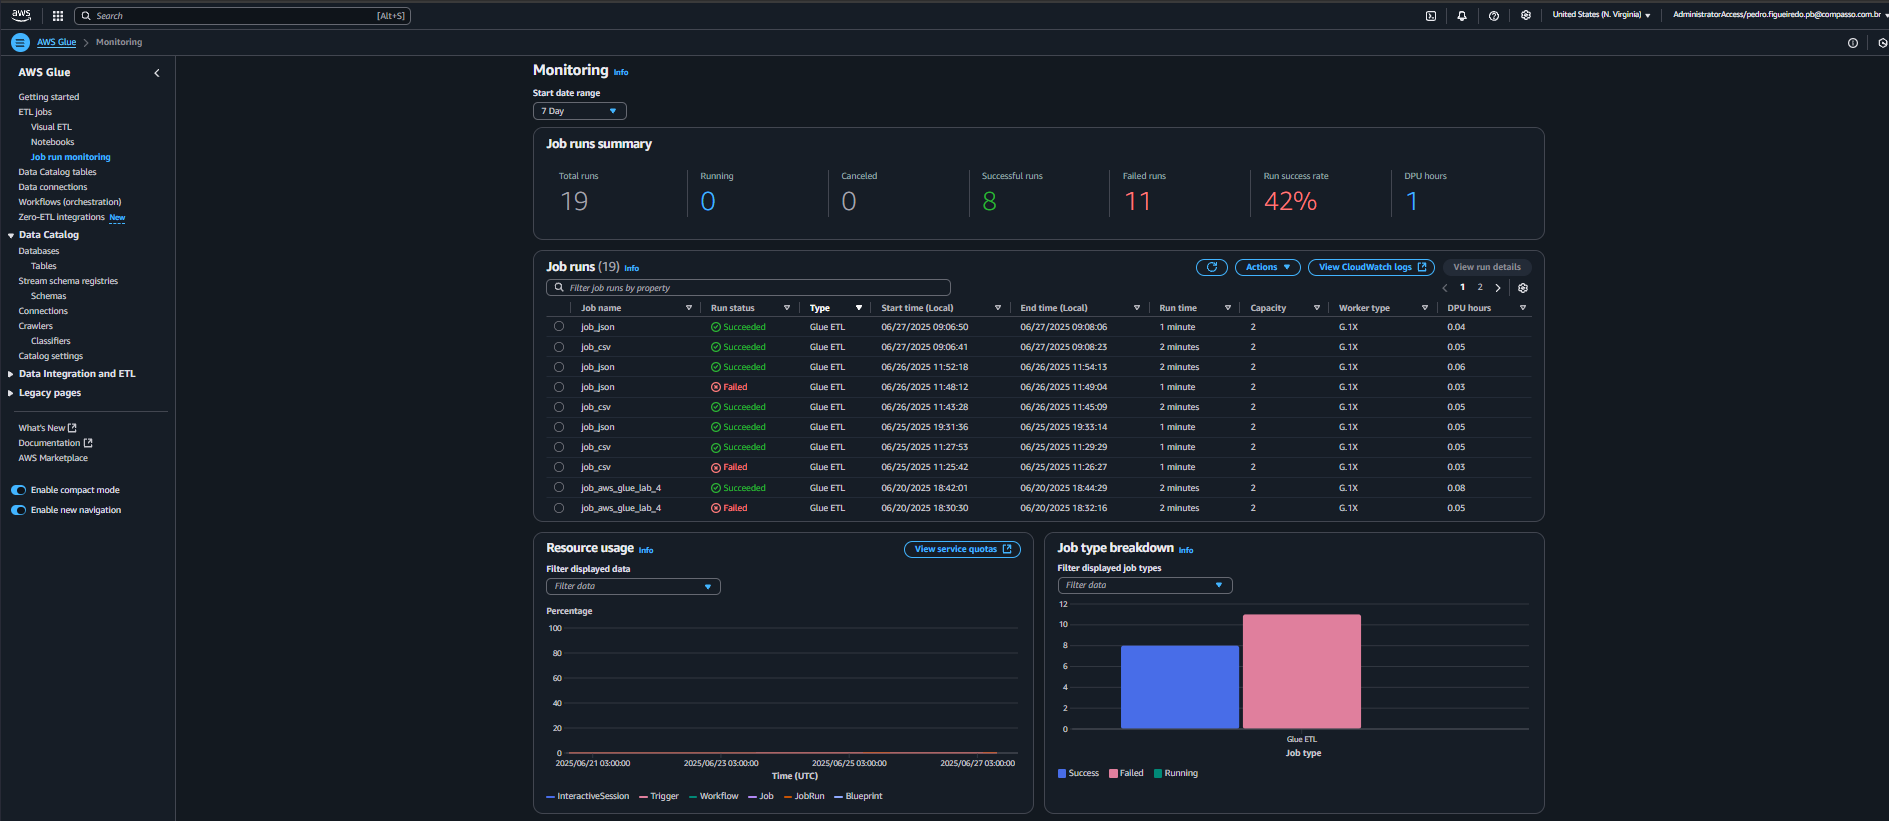 aws
Search [Alt+S]
United States (N. Virginia)
AdministratorAccess/pedro.figueiredo.pb@compasso.com.br
AWS Glue > Monitoring
AWS Glue
Getting started
ETL jobs
Visual ETL
Notebooks
Job run monitoring
Data Catalog tables
Data connections
Workflows (orchestration)
Zero-ETL integrations New
Data Catalog
Databases
Tables
Stream schema registries
Schemas
Connections
Crawlers
Classifiers
Catalog settings
Data Integration and ETL
Legacy pages
What's New
Documentation
AWS Marketplace
Enable compact mode
Enable new navigation
Monitoring Info
Start date range
7 Day
Job runs summary
Total runs Running Canceled Successful runs Failed runs Run success rate DPU hours
19 0 0 8 11 42% 1
Job runs (19) Info
Actions View CloudWatch logs View run details
Filter job runs by property
1 2
Job name Run status Type Start time (Local) End time (Local) Run time Capacity Worker type DPU hours
job_json Succeeded Glue ETL 06/27/2025 09:06:50 06/27/2025 09:08:06 1 minute 2 G.1X 0.04
job_csv Succeeded Glue ETL 06/27/2025 09:06:41 06/27/2025 09:08:23 2 minutes 2 G.1X 0.05
job_json Succeeded Glue ETL 06/26/2025 11:52:18 06/26/2025 11:54:13 2 minutes 2 G.1X 0.06
job_json Failed Glue ETL 06/26/2025 11:48:12 06/26/2025 11:49:04 1 minute 2 G.1X 0.03
job_csv Succeeded Glue ETL 06/26/2025 11:43:28 06/26/2025 11:45:09 2 minutes 2 G.1X 0.05
job_json Succeeded Glue ETL 06/25/2025 19:31:36 06/25/2025 19:33:14 1 minute 2 G.1X 0.05
job_csv Succeeded Glue ETL 06/25/2025 11:27:53 06/25/2025 11:29:29 1 minute 2 G.1X 0.05
job_csv Failed Glue ETL 06/25/2025 11:25:42 06/25/2025 11:26:27 1 minute 2 G.1X 0.03
job_aws_glue_lab_4 Succeeded Glue ETL 06/20/2025 18:42:01 06/20/2025 18:44:29 2 minutes 2 G.1X 0.08
job_aws_glue_lab_4 Failed Glue ETL 06/20/2025 18:30:30 06/20/2025 18:32:16 2 minutes 2 G.1X 0.05
Resource usage Info
View service quotas
Filter displayed data
Filter data
Percentage
100
80
60
40
20
0
2025/06/21 03:00:00 2025/06/23 03:00:00 2025/06/25 03:00:00 2025/06/27 03:00:00
Time (UTC)
InteractiveSession Trigger Workflow Job JobRun Blueprint
Job type breakdown Info
Filter displayed job types
Filter data
12
10
8
6
4
2
0
Glue ETL
Job type
Success Failed Running